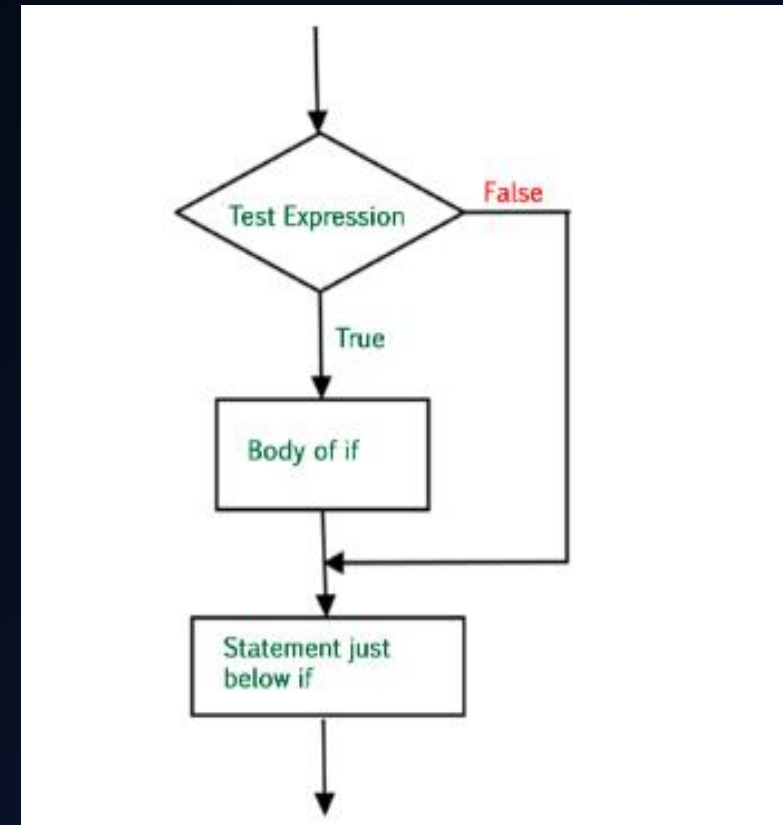 Test Expression
False
True
Body of if
Statement just
below if